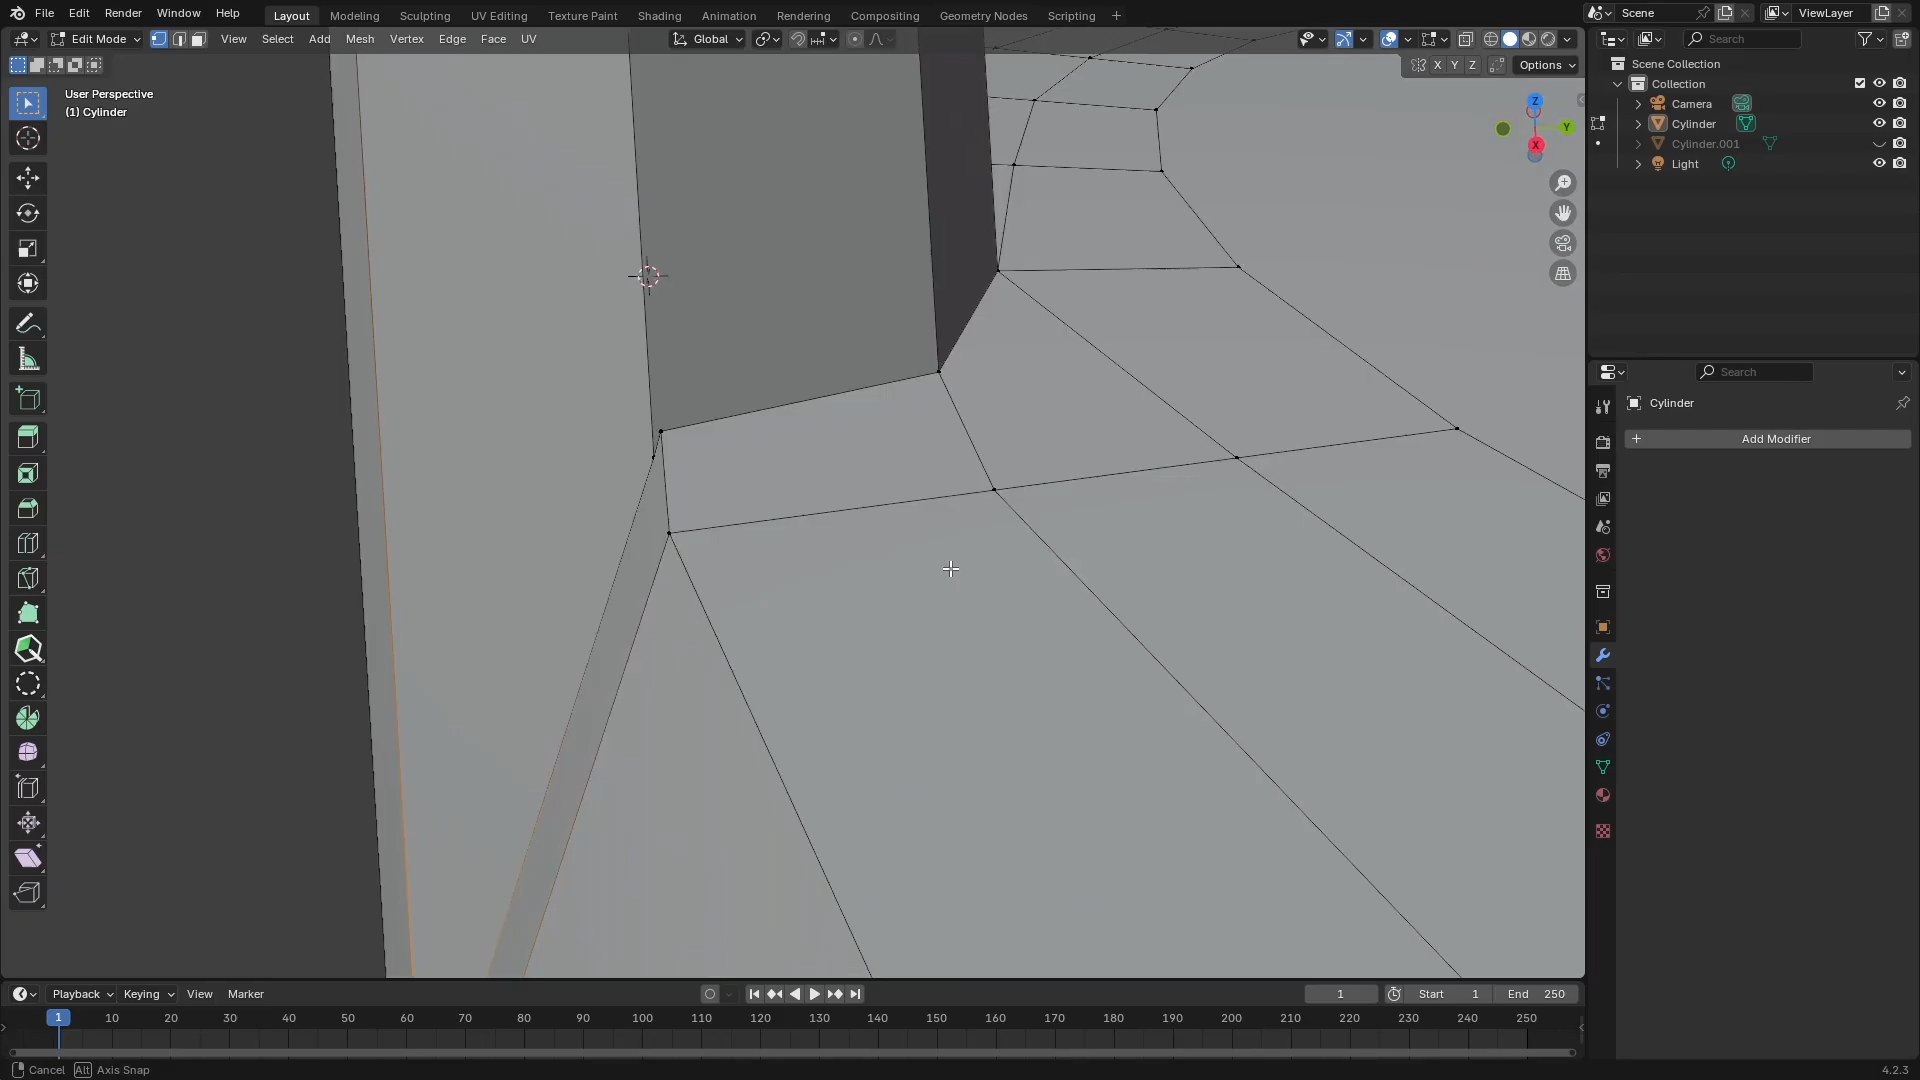 File Edit Render Window Help Layout Modeling Sculpting UV Editing Texture Paint Shading Animation Rendering Compositing Geometry Nodes Scripting + Scene ViewLayer
Edit Mode View Select Add Mesh Vertex Edge Face UV Global Search
X Y Z Options
User Perspective
(1) Cylinder
Z
Y
X
Scene Collection
Collection
Camera
Cylinder
Cylinder.001
Light
Search
Cylinder
+ Add Modifier
Playback Keying View Marker 1 Start 1 End 250
1 10 20 30 40 50 60 70 80 90 100 110 120 130 140 150 160 170 180 190 200 210 220 230 240 250
Cancel Alt Axis Snap 4.2.3